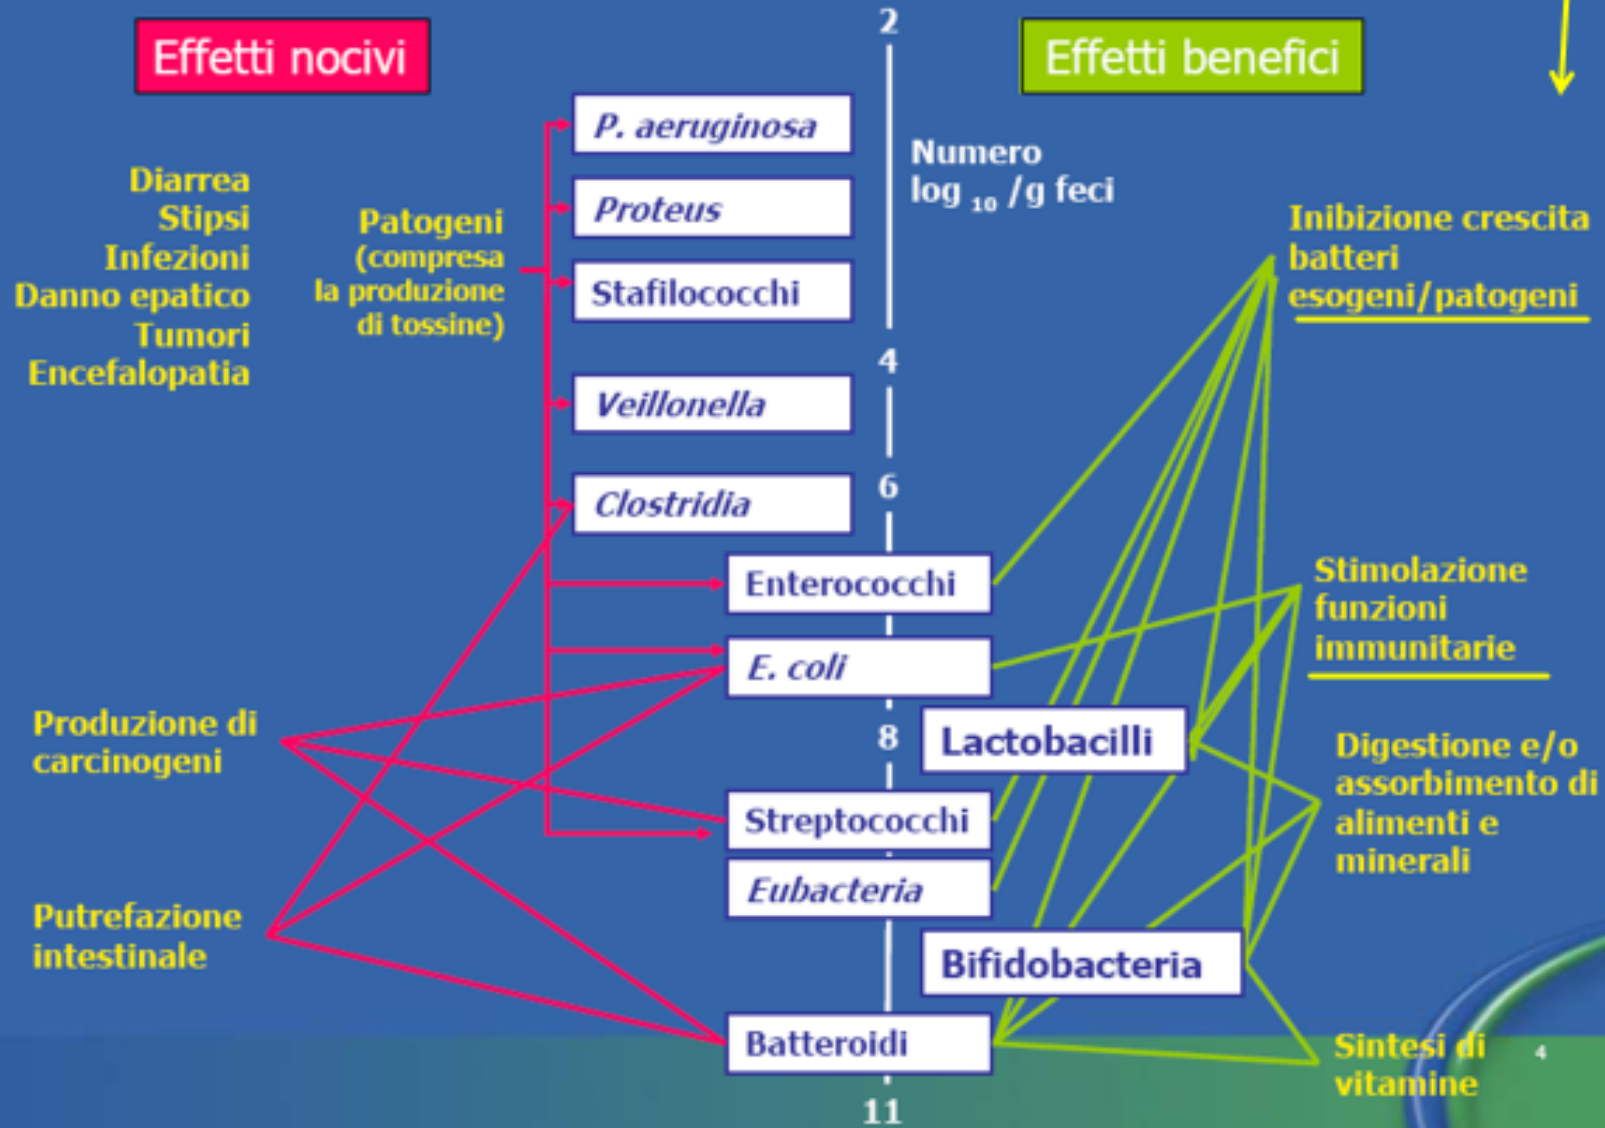 Effetti nocivi
Effetti benefici
2
Numero
log 10 /g feci
4
6
8
11
Diarrea
Stipsi
Infezioni
Danno epatico
Tumori
Encefalopatia
Patogeni
(compresa
la produzione
di tossine)
Produzione di
carcinogeni
Putrefazione
intestinale
P. aeruginosa
Proteus
Stafilococchi
Veillonella
Clostridia
Enterococchi
E. coli
Lactobacilli
Streptococchi
Eubacteria
Bifidobacteria
Batteroidi
Inibizione crescita
batteri
esogeni/patogeni
Stimolazione
funzioni
immunitarie
Digestione e/o
assorbimento di
alimenti e
minerali
Sintesi di
vitamine
4